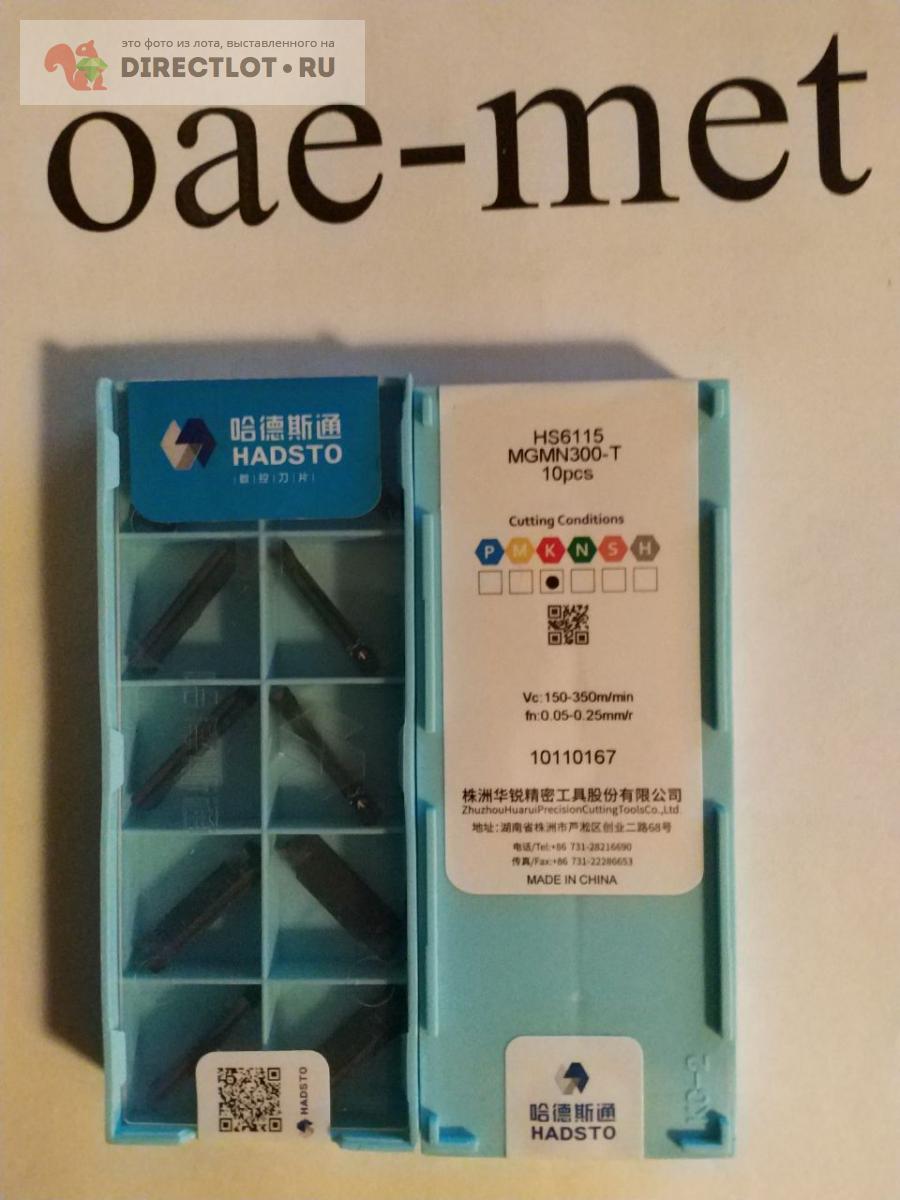 это фото из лота, выставленного на
DIRECTLOT.RU
oae-met
哈德斯通
HADSTO
数控刀片
HADSTO
HS6115
MGMN300-T
10pcs
Cutting Conditions
P M K N S H
Vc:150-350m/min
fn:0.05-0.25mm/r
10110167
株洲华锐精密工具股份有限公司
ZhuzhouHuaruiPrecisionCuttingToolsCo.,Ltd.
地址:湖南省株洲市芦淞区创业二路68号
电话/Tel:+86 731-28216690
传真/Fax:+86 731-22286653
MADE IN CHINA
哈德斯通
HADSTO